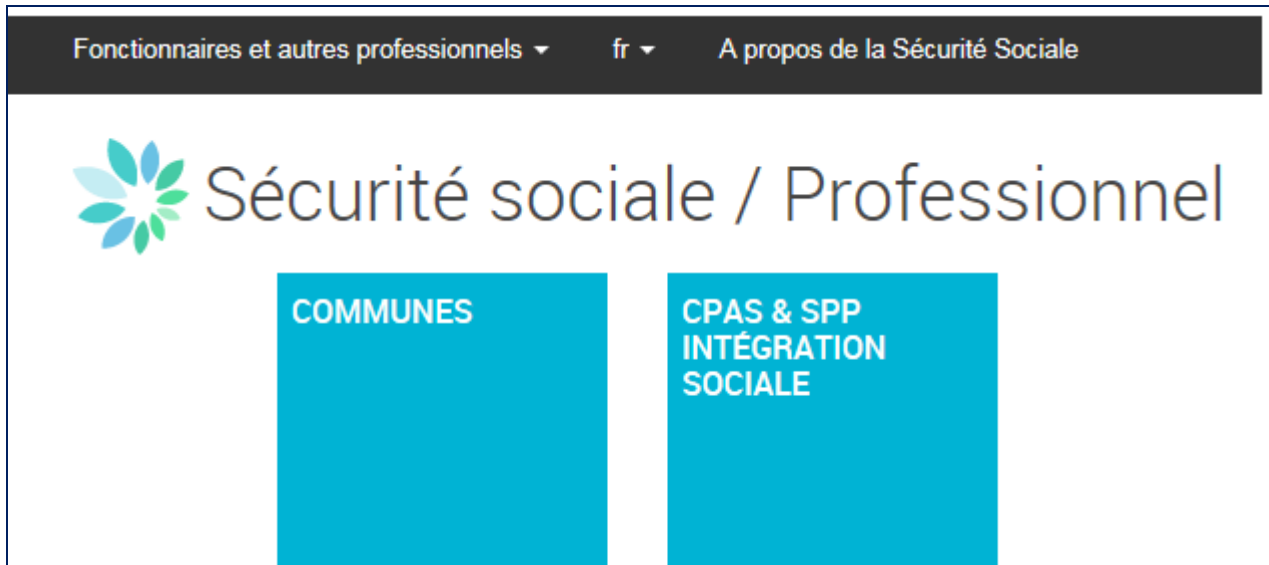 Fonctionnaires et autres professionnels fr A propos de la Sécurité Sociale
Sécurité sociale / Professionnel
COMMUNES
CPAS & SPP
INTÉGRATION
SOCIALE